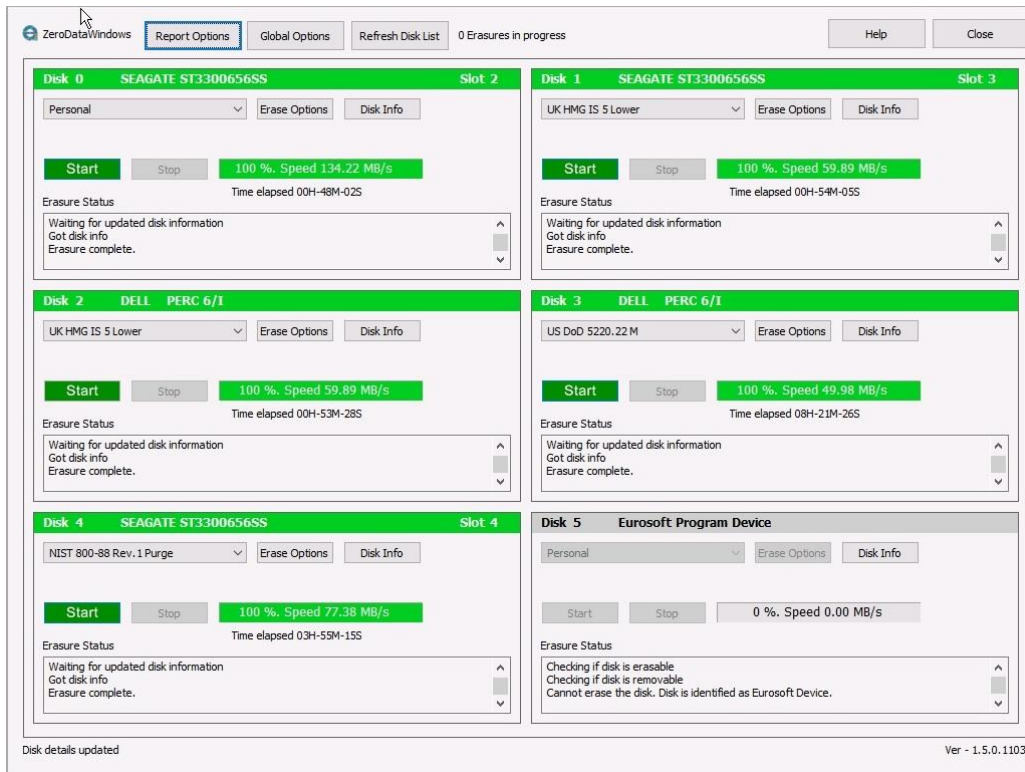 ZeroDataWindows Report Options Global Options Refresh Disk List 0 Erasures in progress Help Close
Disk 0 SEAGATE ST3300656SS Slot 2
Personal Erase Options Disk Info
Start Stop 100 %. Speed 134.22 MB/s
Time elapsed 00H-48M-02S
Erasure Status
Waiting for updated disk information
Got disk info
Erasure complete.
Disk 1 SEAGATE ST3300656SS Slot 3
UK HMG IS 5 Lower Erase Options Disk Info
Start Stop 100 %. Speed 59.89 MB/s
Time elapsed 00H-54M-05S
Erasure Status
Waiting for updated disk information
Got disk info
Erasure complete.
Disk 2 DELL PERC 6/I
UK HMG IS 5 Lower Erase Options Disk Info
Start Stop 100 %. Speed 59.89 MB/s
Time elapsed 00H-53M-28S
Erasure Status
Waiting for updated disk information
Got disk info
Erasure complete.
Disk 3 DELL PERC 6/I
US DoD 5220.22 M Erase Options Disk Info
Start Stop 100 %. Speed 49.98 MB/s
Time elapsed 08H-21M-26S
Erasure Status
Waiting for updated disk information
Got disk info
Erasure complete.
Disk 4 SEAGATE ST3300656SS Slot 4
NIST 800-88 Rev.1 Purge Erase Options Disk Info
Start Stop 100 %. Speed 77.38 MB/s
Time elapsed 03H-55M-15S
Erasure Status
Waiting for updated disk information
Got disk info
Erasure complete.
Disk 5 Eurosoft Program Device
Personal Erase Options Disk Info
Start Stop 0 %. Speed 0.00 MB/s
Erasure Status
Checking if disk is erasable
Checking if disk is removable
Cannot erase the disk. Disk is identified as Eurosoft Device.
Disk details updated Ver - 1.5.0.1103